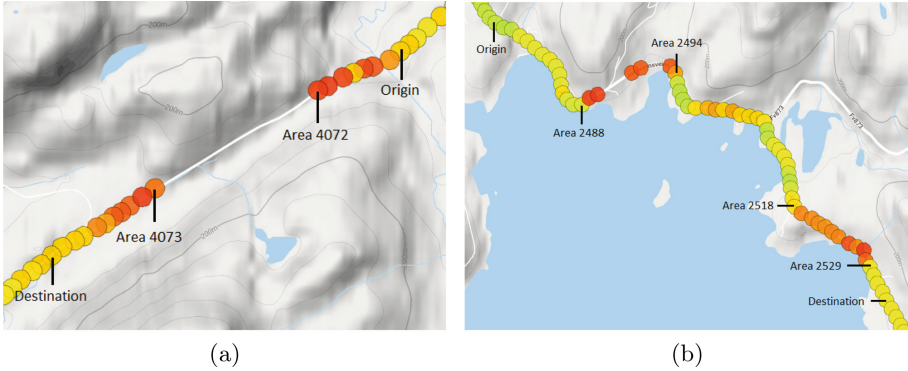 200m
Origin
Area 4072
200m
Area 4073
200m
Destination
(a)
Origin
Area 2494
Area 2488
Fv873
Fv873
Area 2518
Area 2529
Destination
(b)